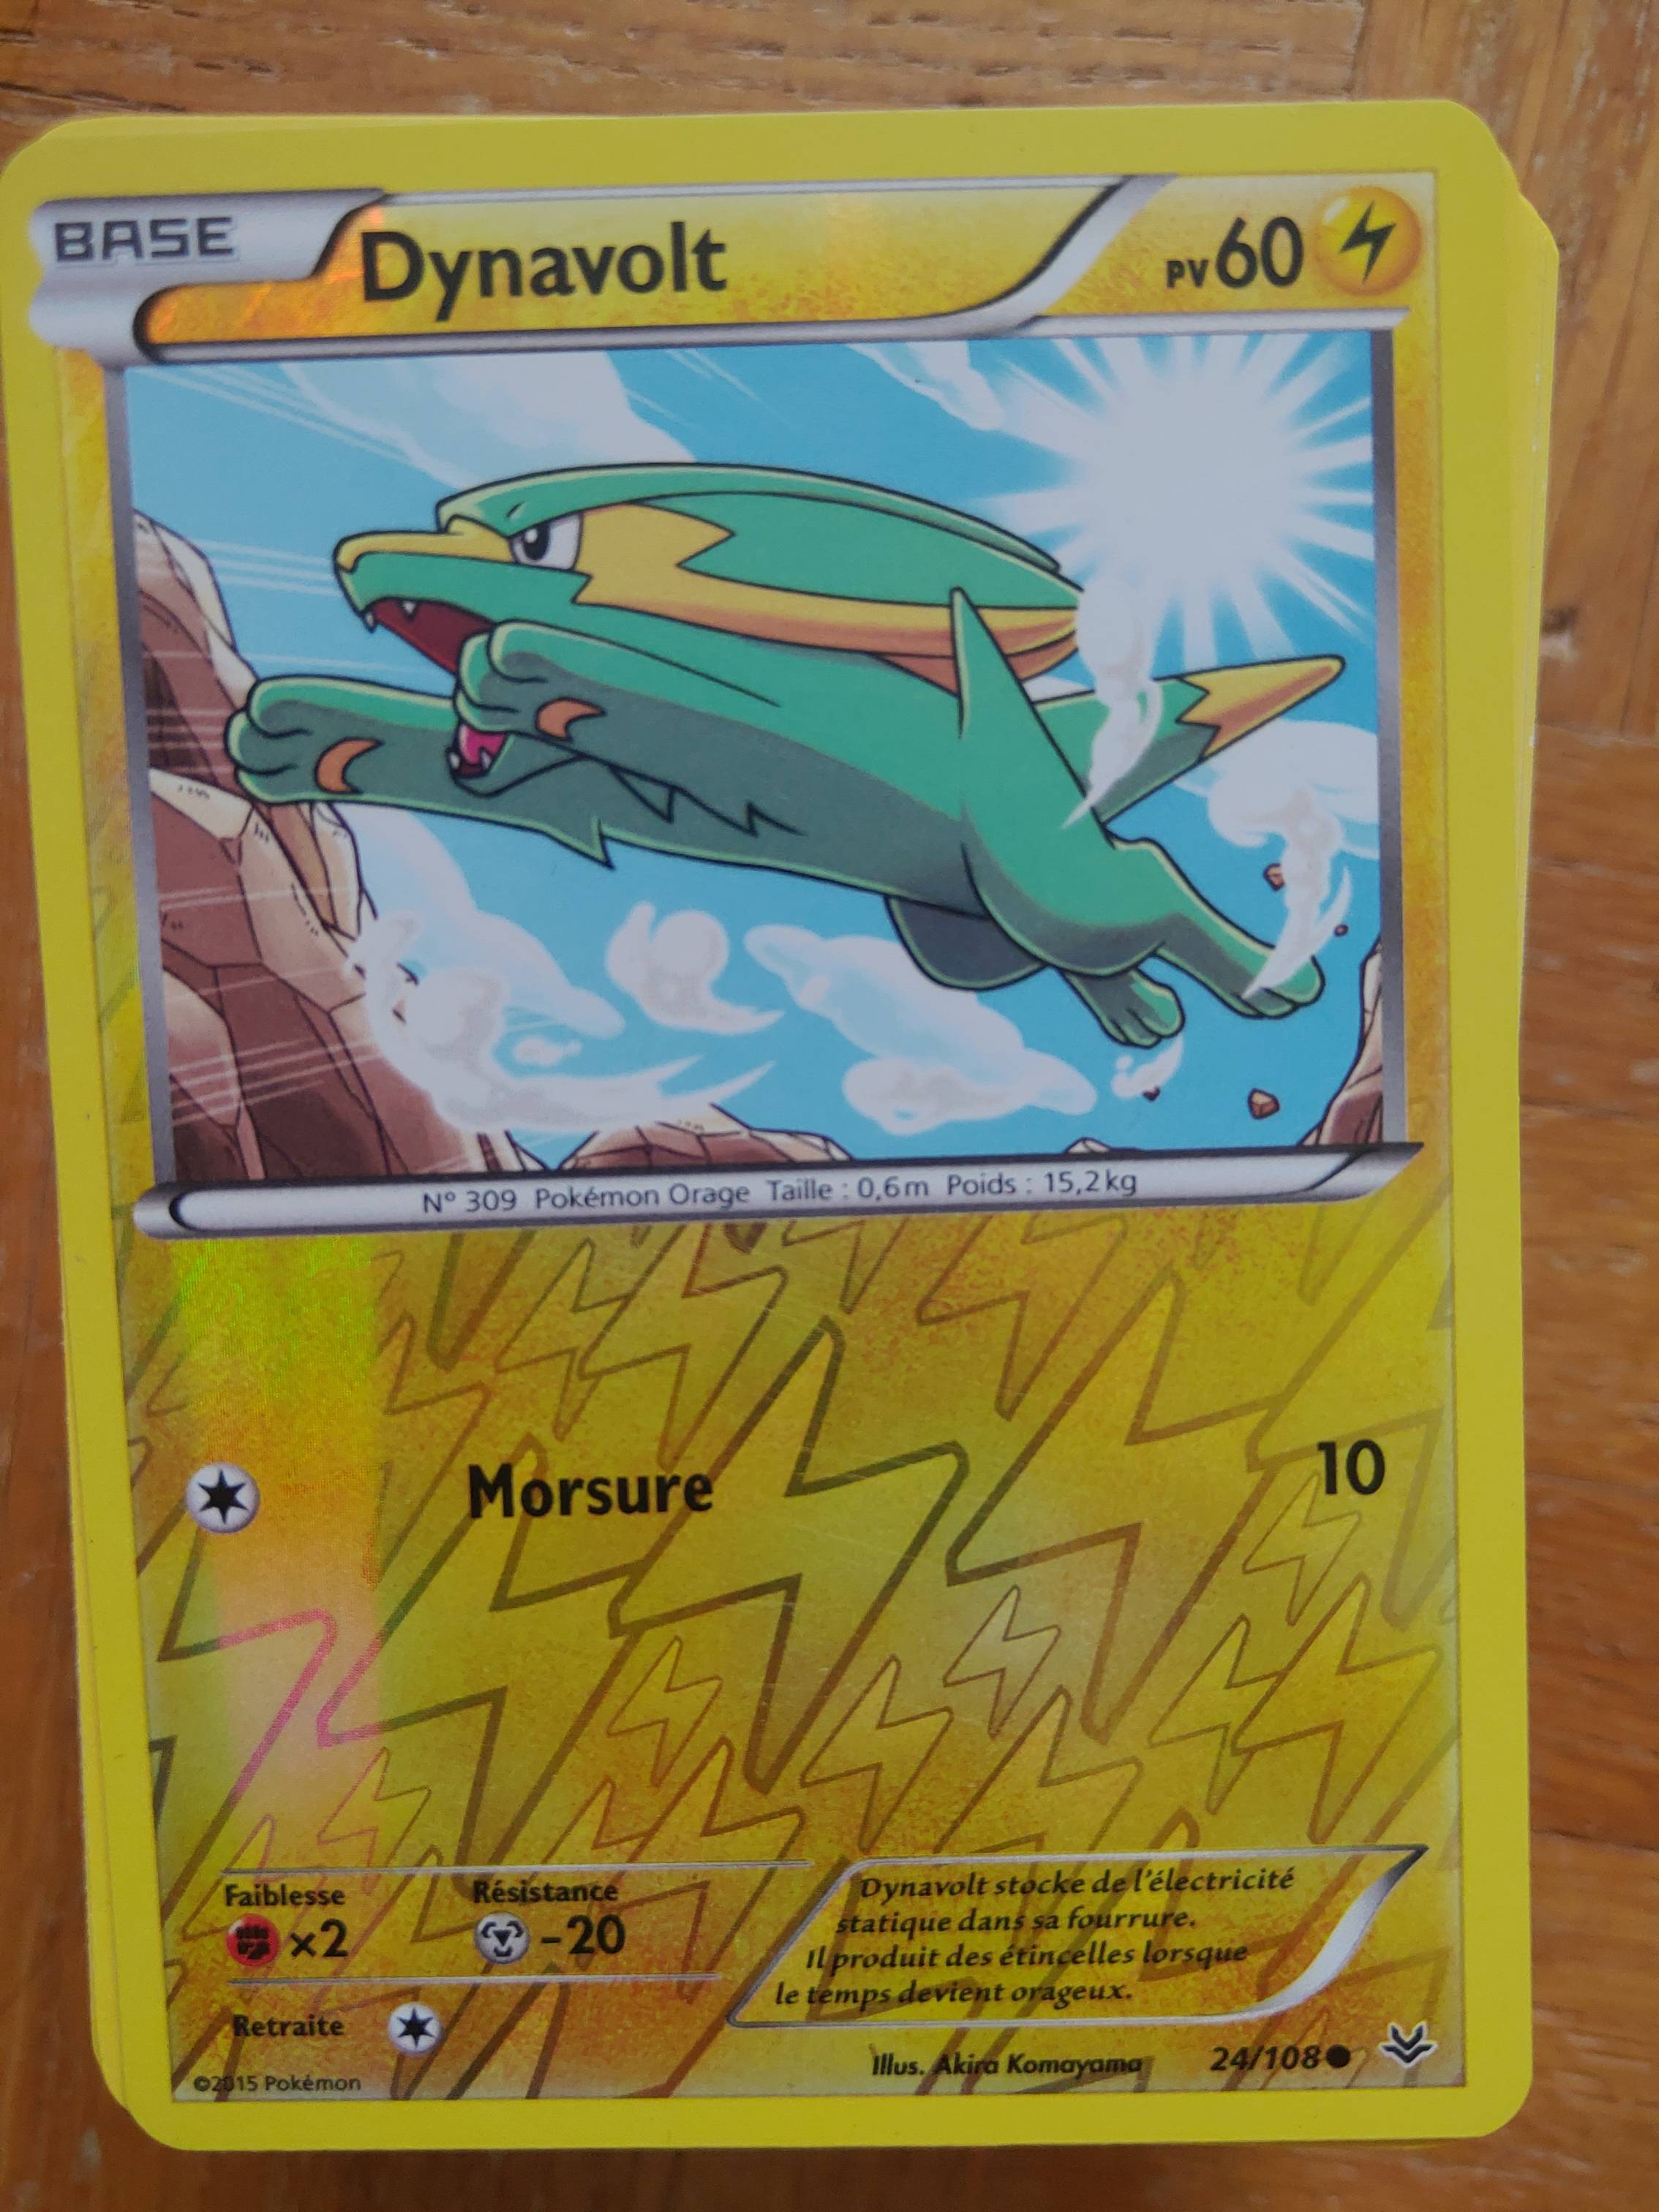 BASE Dynavolt PV 60
N° 309 Pokémon Orage Taille : 0,6m Poids : 15,2kg
Morsure 10
Faiblesse Résistance
×2 -20
Retraite
Dynavolt stocke de l'électricité
statique dans sa fourrure.
Il produit des étincelles lorsque
le temps devient orageux.
Illus. Akira Komayama 24/108
©2015 Pokémon